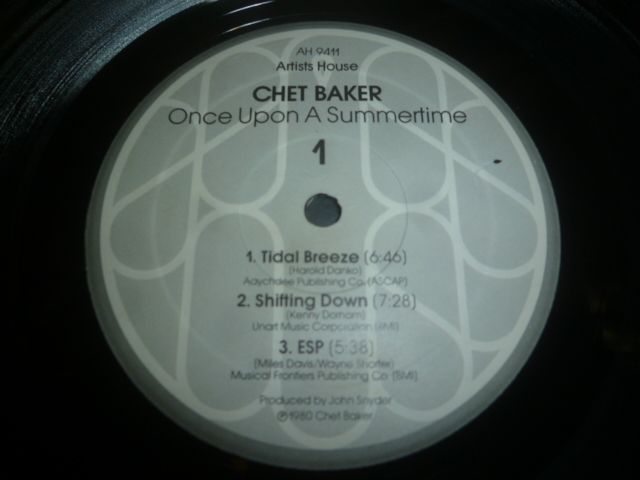 AH 9411
Artists House
CHET BAKER
Once Upon A Summertime
1
1. Tidal Breeze (6:46)
(Harold Danko)
Aaychaee Publishing Co. (ASCAP)
2. Shifting Down (7:28)
(Kenny Dorham)
Unart Music Corporation (BMI)
3. ESP (5:38)
(Miles Davis/Wayne Shorter)
Musical Frontiers Publishing Co. (BMI)
Produced by John Snyder
℗1980 Chet Baker